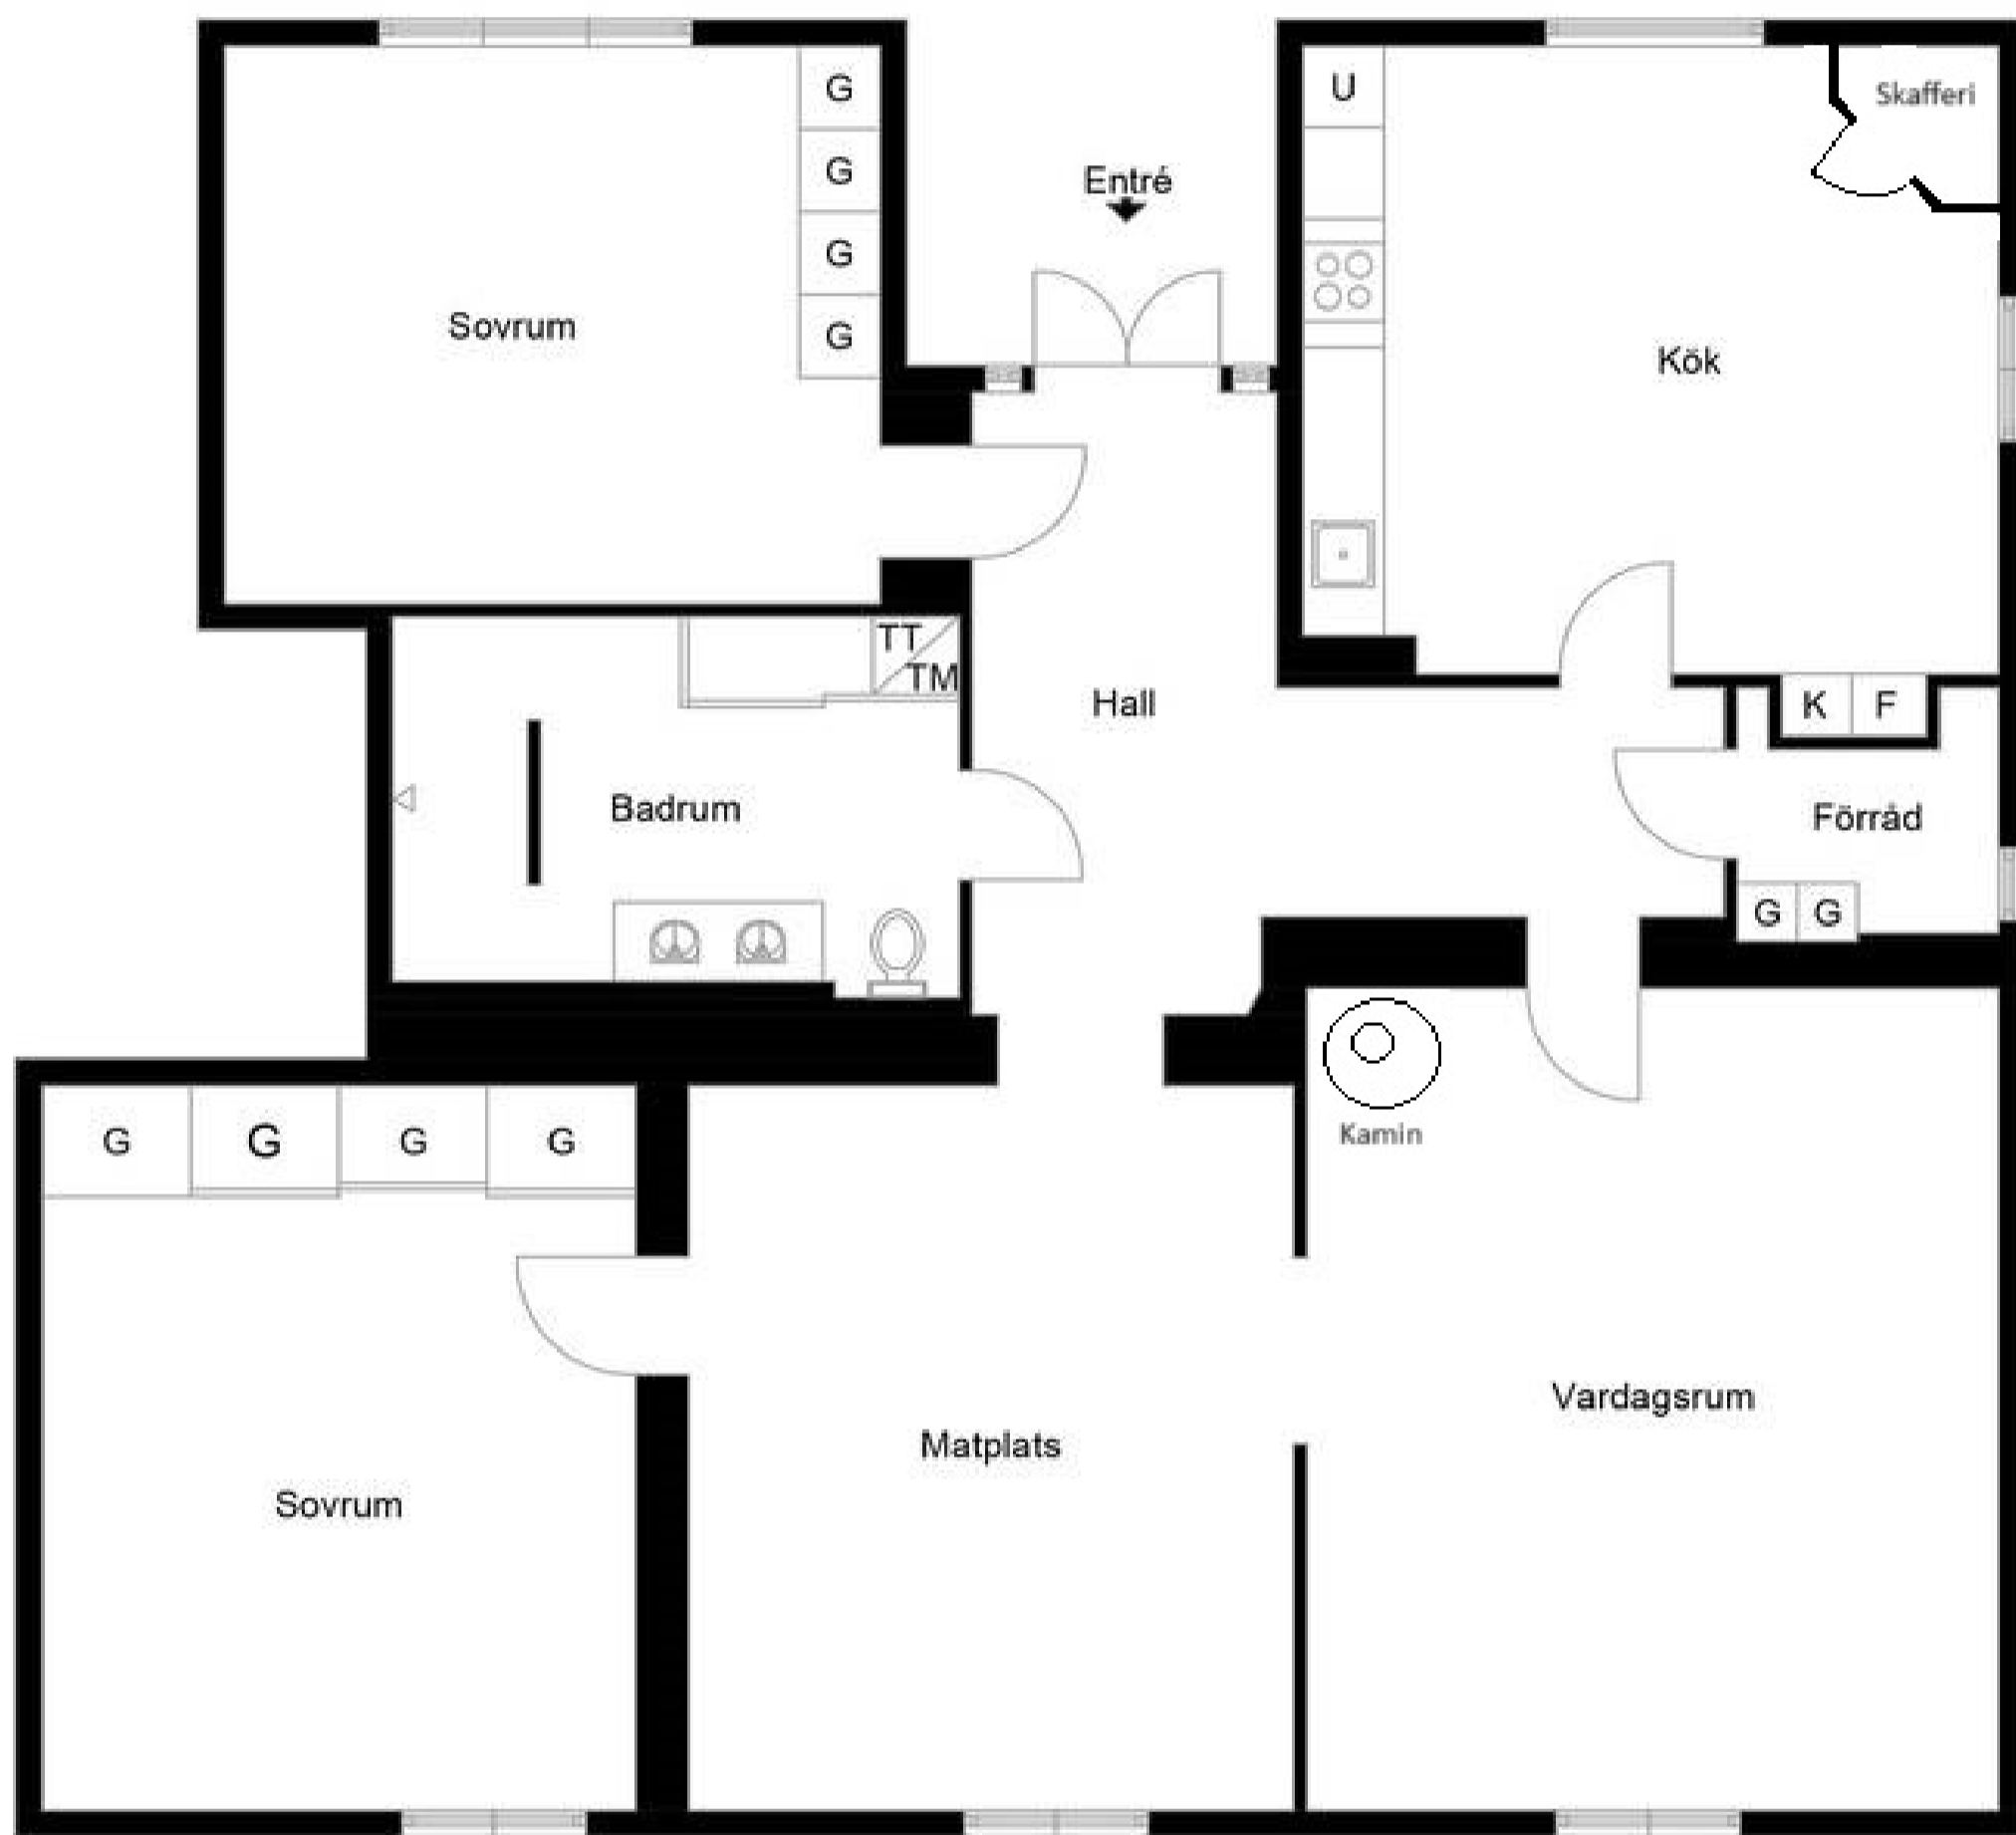 G
U
Skafferi
G
Entré
G
Sovrum
G
Kök
TT
TM
Hall
K F
Badrum
Förråd
G G
G G G G
Kamin
Vardagsrum
Matplats
Sovrum